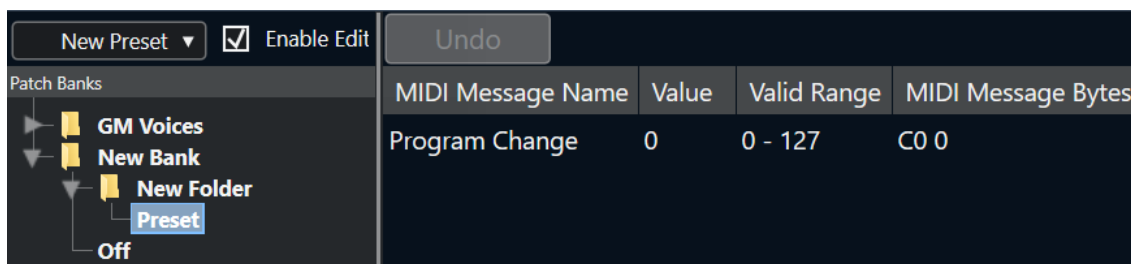 New Preset ▼ Enable Edit Undo
Patch Banks
MIDI Message Name Value Valid Range MIDI Message Bytes
GM Voices
Program Change 0 0 - 127 C0 0
New Bank
New Folder
Preset
Off